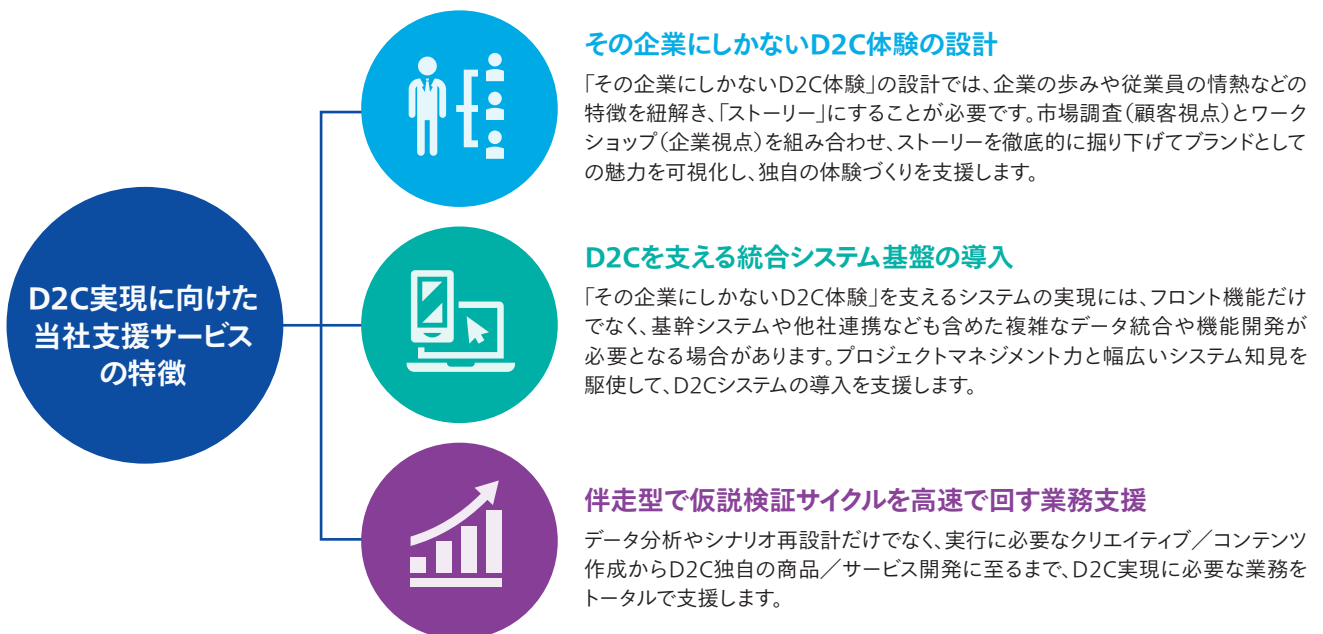 D2C実現に向けた
当社支援サービス
の特徴
その企業にしかないD2C体験の設計
「その企業にしかないD2C体験」の設計では、企業の歩みや従業員の情熱などの
特徴を紐解き、「ストーリー」にすることが必要です。市場調査（顧客視点）とワーク
ショップ（企業視点）を組み合わせ、ストーリーを徹底的に掘り下げてブランドとして
の魅力を可視化し、独自の体験づくりを支援します。
D2Cを支える統合システム基盤の導入
「その企業にしかないD2C体験」を支えるシステムの実現には、フロント機能だけ
でなく、基幹システムや他社連携なども含めた複雑なデータ統合や機能開発が
必要となる場合があります。プロジェクトマネジメント力と幅広いシステム知見を
駆使して、D2Cシステムの導入を支援します。
伴走型で仮説検証サイクルを高速で回す業務支援
データ分析やシナリオ再設計だけでなく、実行に必要なクリエイティブ／コンテンツ
作成からD2C独自の商品／サービス開発に至るまで、D2C実現に必要な業務を
トータルで支援します。